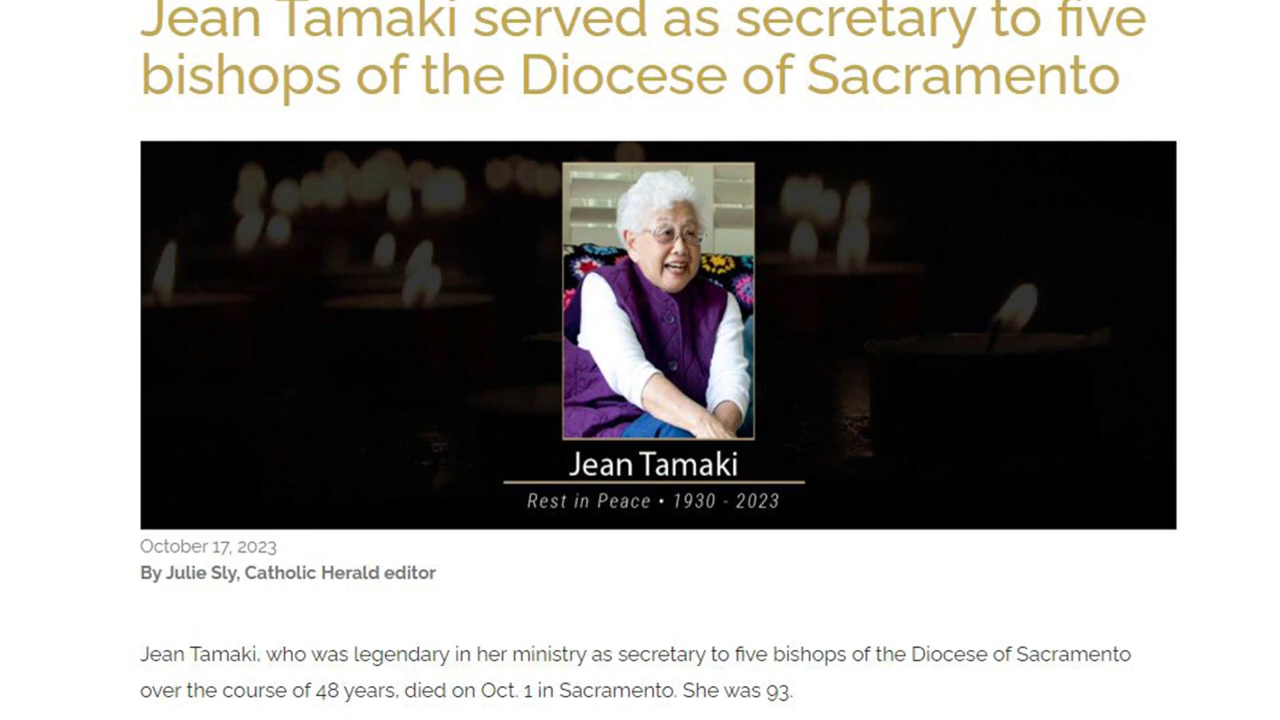 Jean Tamaki served as secretary to five
bishops of the Diocese of Sacramento
Jean Tamaki
Rest in Peace • 1930 - 2023
October 17, 2023
By Julie Sly, Catholic Herald editor
Jean Tamaki, who was legendary in her ministry as secretary to five bishops of the Diocese of Sacramento
over the course of 48 years, died on Oct. 1 in Sacramento. She was 93.